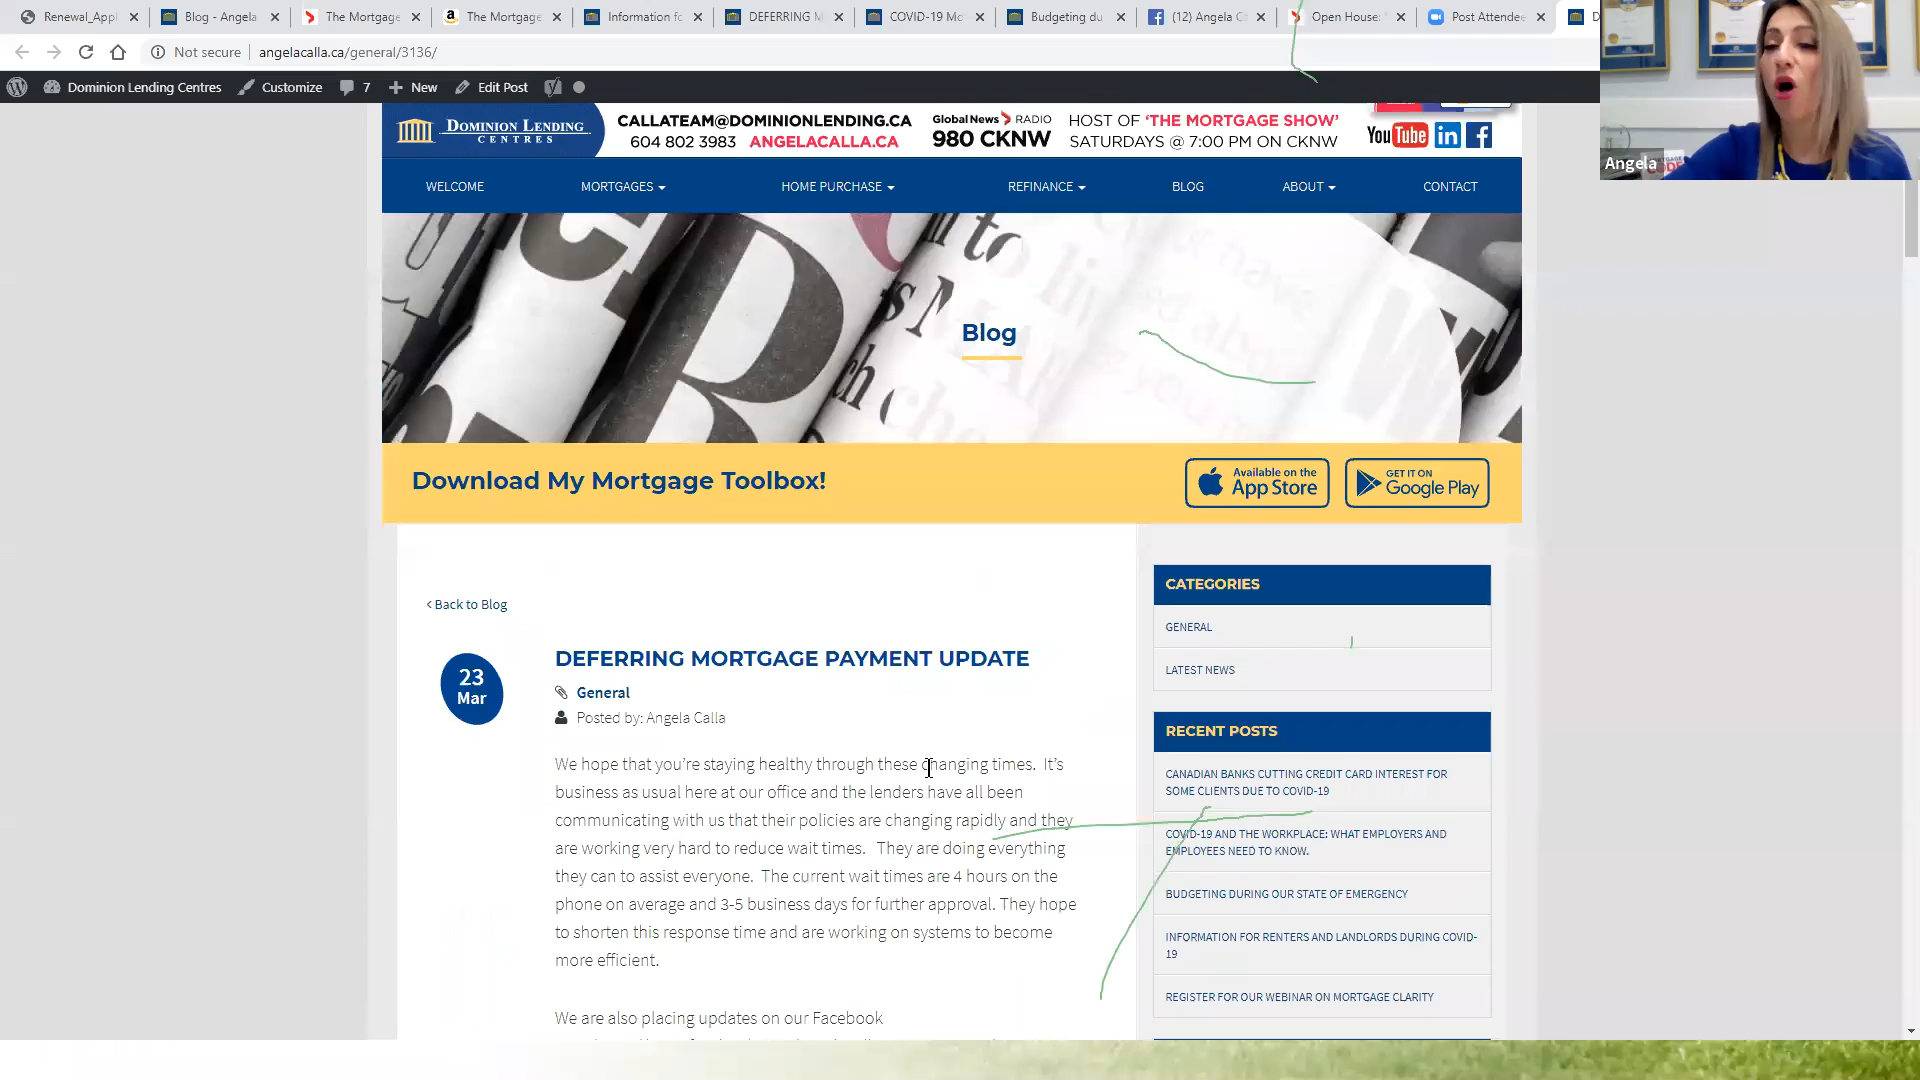 Renewal_Appl
Blog - Angela
The Mortgage
The Mortgage
Information fo
DEFERRING M
COVID-19 Mo
Budgeting du
(12) Angela C
Open House:
Post Attendee
D
Not secure
angelacalla.ca/general/3136/
Dominion Lending Centres
Customize
7
New
Edit Post
DOMINION LENDING
CENTRES
CALLATEAM@DOMINIONLENDING.CA
604 802 3983 ANGELACALLA.CA
Global News RADIO
980 CKNW
HOST OF 'THE MORTGAGE SHOW'
SATURDAYS @ 7:00 PM ON CKNW
YouTube
in
f
Angela
WELCOME
MORTGAGES
HOME PURCHASE
REFINANCE
BLOG
ABOUT
CONTACT
Blog
Download My Mortgage Toolbox!
Available on the
App Store
GET IT ON
Google Play
< Back to Blog
23
Mar
DEFERRING MORTGAGE PAYMENT UPDATE
General
Posted by: Angela Calla
We hope that you're staying healthy through these changing times.  It's
business as usual here at our office and the lenders have all been
communicating with us that their policies are changing rapidly and they
are working very hard to reduce wait times.   They are doing everything
they can to assist everyone.  The current wait times are 4 hours on the
phone on average and 3-5 business days for further approval. They hope
to shorten this response time and are working on systems to become
more efficient.
We are also placing updates on our Facebook
CATEGORIES
GENERAL
LATEST NEWS
RECENT POSTS
CANADIAN BANKS CUTTING CREDIT CARD INTEREST FOR
SOME CLIENTS DUE TO COVID-19
COVID-19 AND THE WORKPLACE: WHAT EMPLOYERS AND
EMPLOYEES NEED TO KNOW.
BUDGETING DURING OUR STATE OF EMERGENCY
INFORMATION FOR RENTERS AND LANDLORDS DURING COVID-
19
REGISTER FOR OUR WEBINAR ON MORTGAGE CLARITY